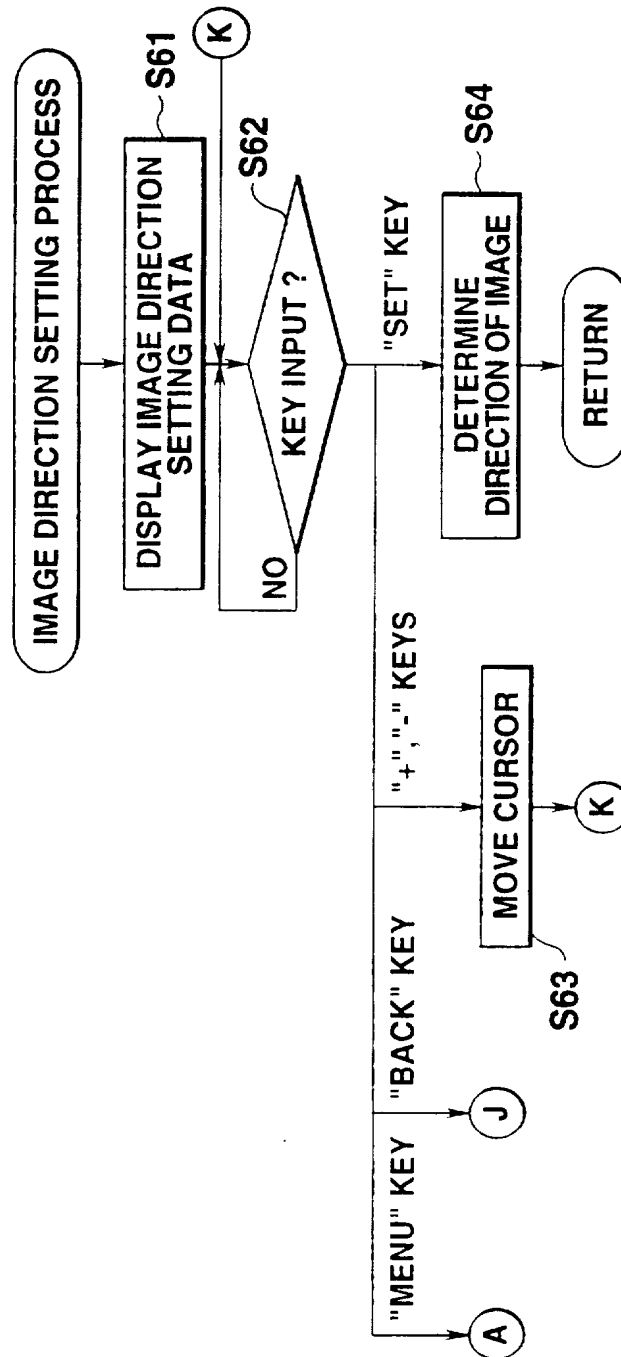 IMAGE DIRECTION SETTING PROCESS
DISPLAY IMAGE DIRECTION
SETTING DATA
S61
K
S62
KEY INPUT ?
NO
"MENU" KEY
"BACK" KEY
"+","-" KEYS
"SET" KEY
A
J
MOVE CURSOR
S63
K
DETERMINE
DIRECTION OF IMAGE
S64
RETURN